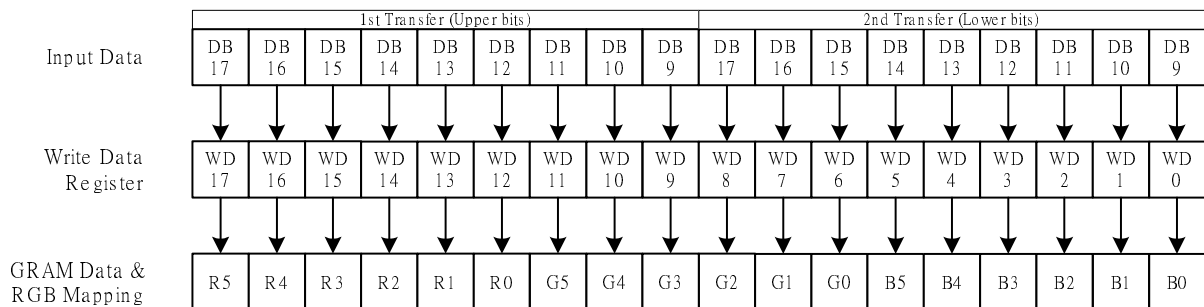 1st Transfer (Upper bits) 2nd Transfer (Lower bits)
Input Data DB 17 DB 16 DB 15 DB 14 DB 13 DB 12 DB 11 DB 10 DB 9 DB 17 DB 16 DB 15 DB 14 DB 13 DB 12 DB 11 DB 10 DB 9
Write Data Register WD 17 WD 16 WD 15 WD 14 WD 13 WD 12 WD 11 WD 10 WD 9 WD 8 WD 7 WD 6 WD 5 WD 4 WD 3 WD 2 WD 1 WD 0
GRAM Data & RGB Mapping R5 R4 R3 R2 R1 R0 G5 G4 G3 G2 G1 G0 B5 B4 B3 B2 B1 B0